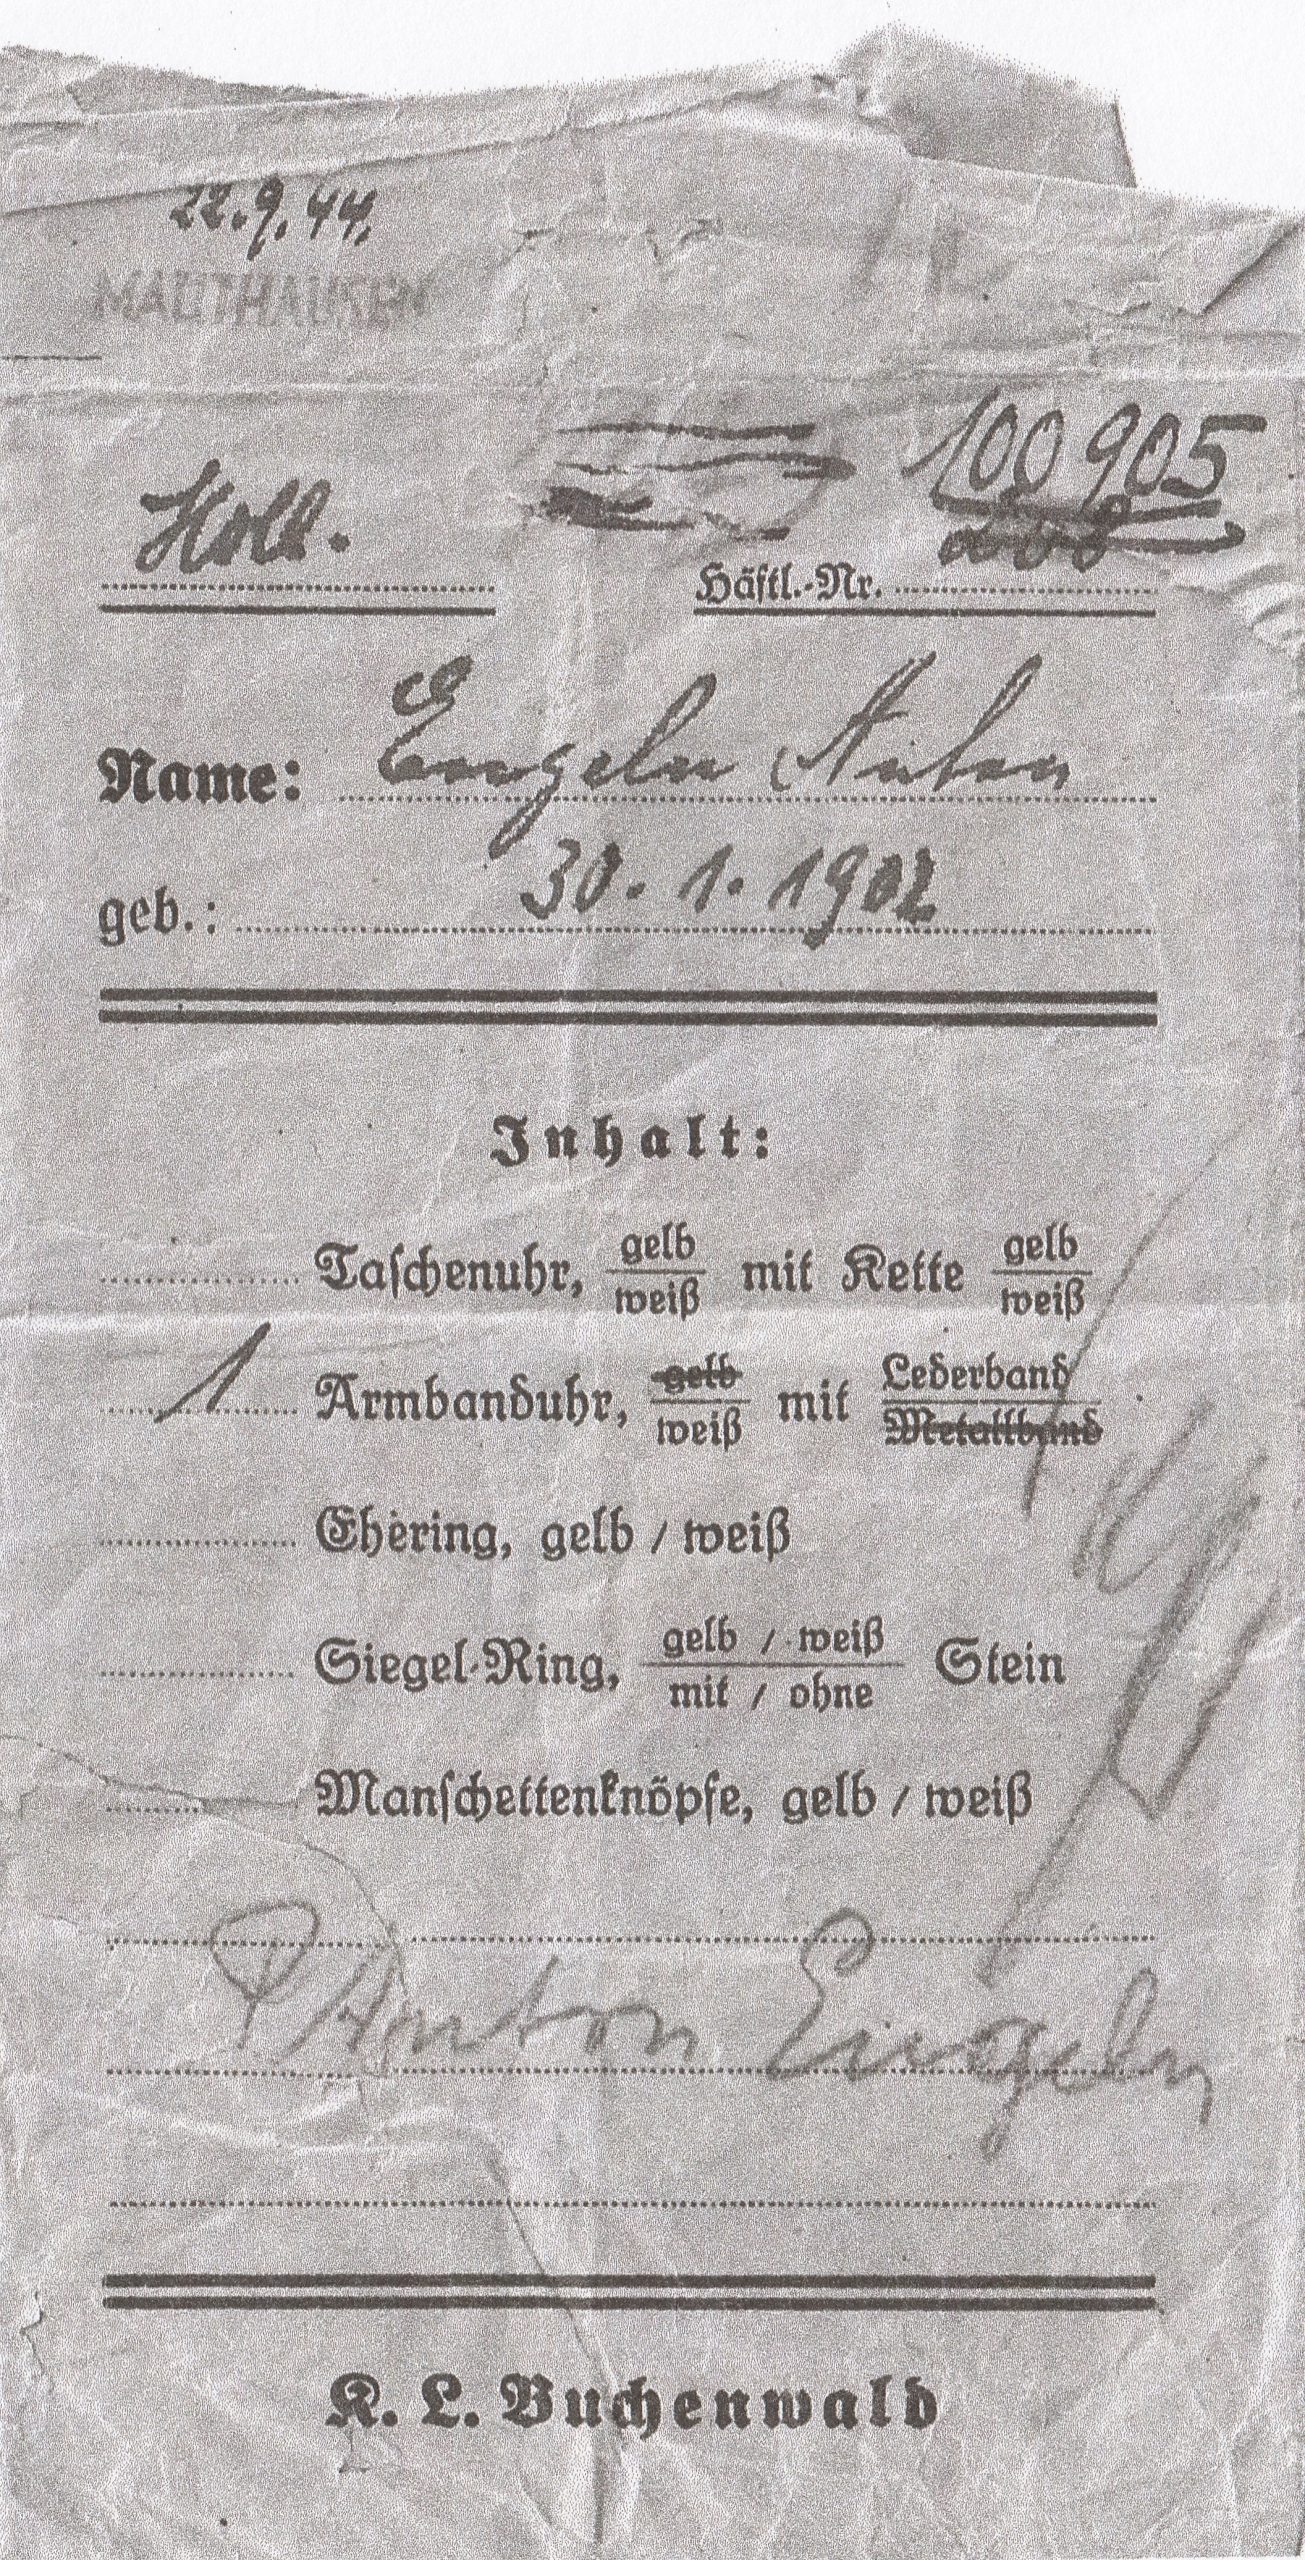 22.9.44.
MAUTHAUSEN
100 905
Holl.
Häftl.-Nr.
Name: Engeln Anton
geb.: 30.1.1902
Inhalt:
Taschenuhr, gelb/weiß mit Kette gelb/weiß
1 Armbanduhr, gelb/weiß mit Lederband/Metallband
Ehering, gelb / weiß
Siegel-Ring, gelb / weiß mit / ohne Stein
Manschettenknöpfe, gelb / weiß
Anton Engeln
K. L. Buchenwald